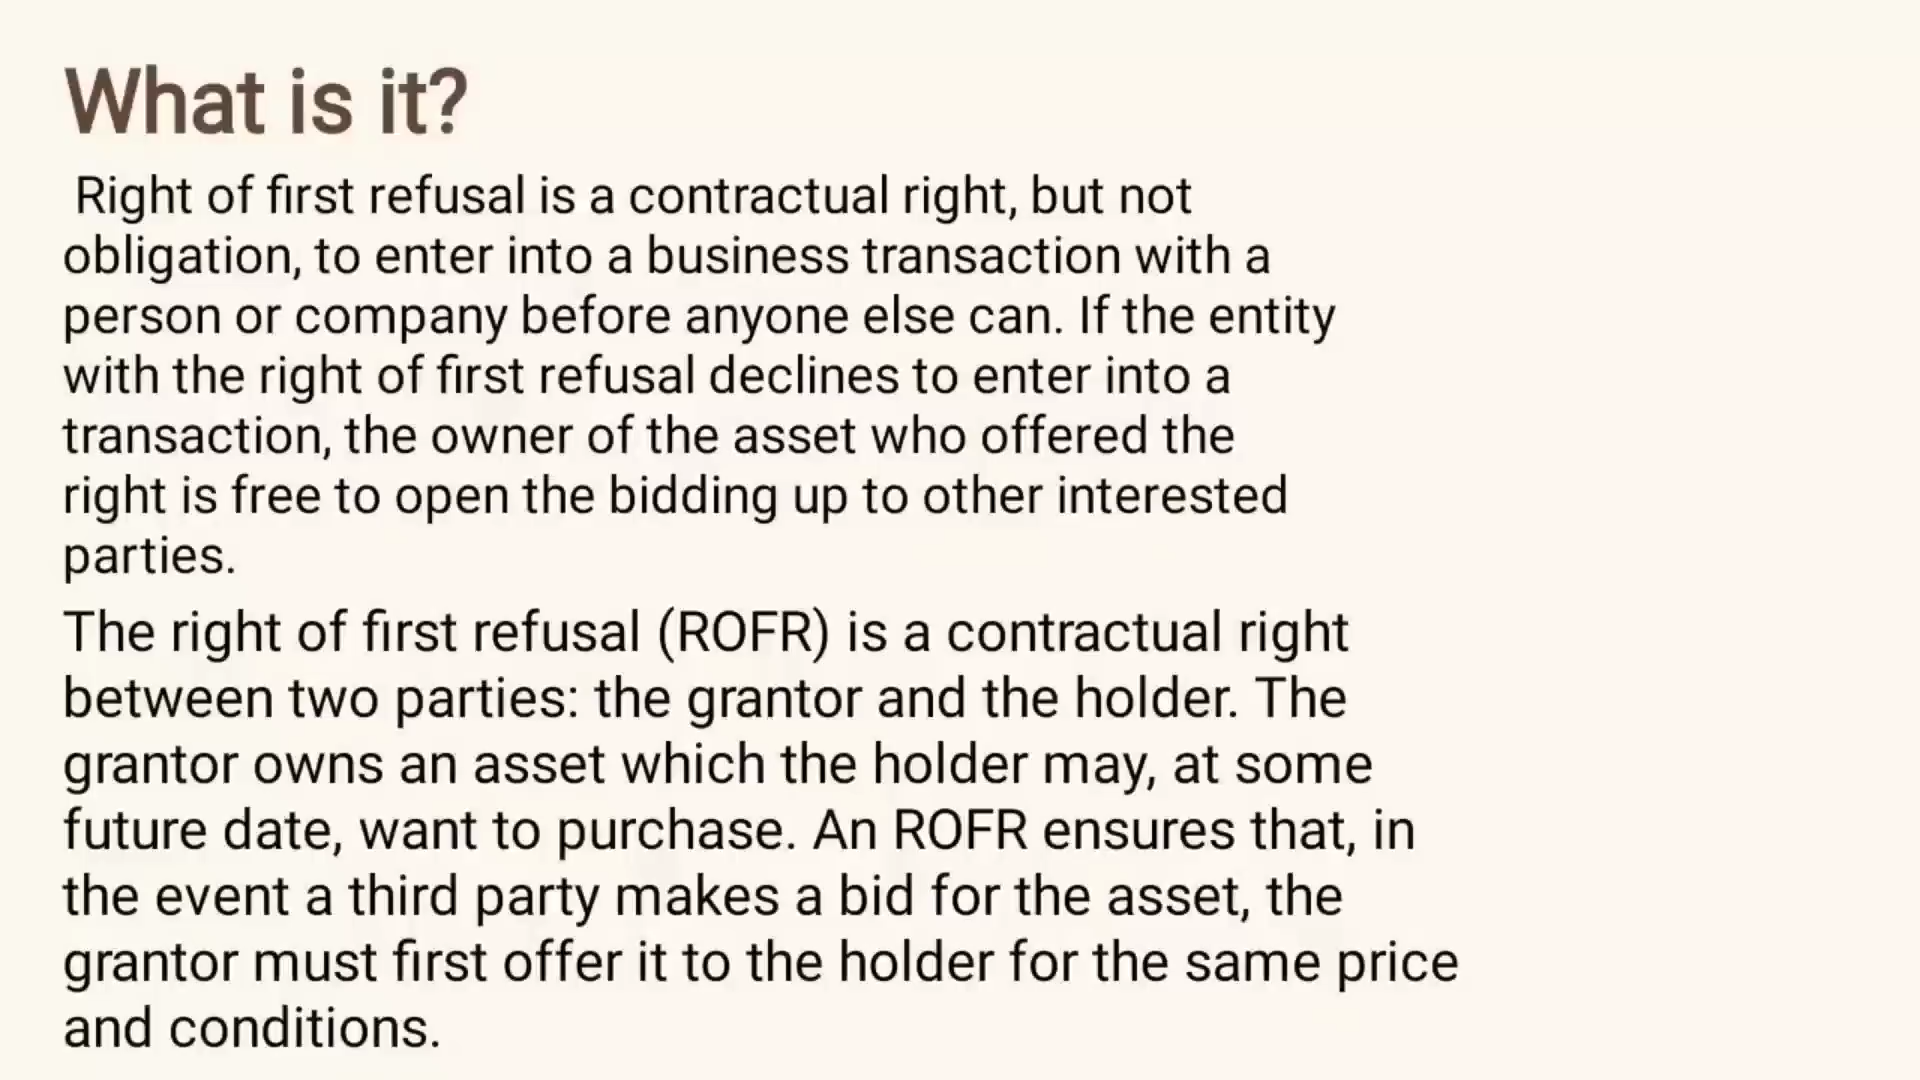 What is it?
Right of first refusal is a contractual right, but not
obligation, to enter into a business transaction with a
person or company before anyone else can. If the entity
with the right of first refusal declines to enter into a
transaction, the owner of the asset who offered the
right is free to open the bidding up to other interested
parties.
The right of first refusal (ROFR) is a contractual right
between two parties: the grantor and the holder. The
grantor owns an asset which the holder may, at some
future date, want to purchase. An ROFR ensures that, in
the event a third party makes a bid for the asset, the
grantor must first offer it to the holder for the same price
and conditions.